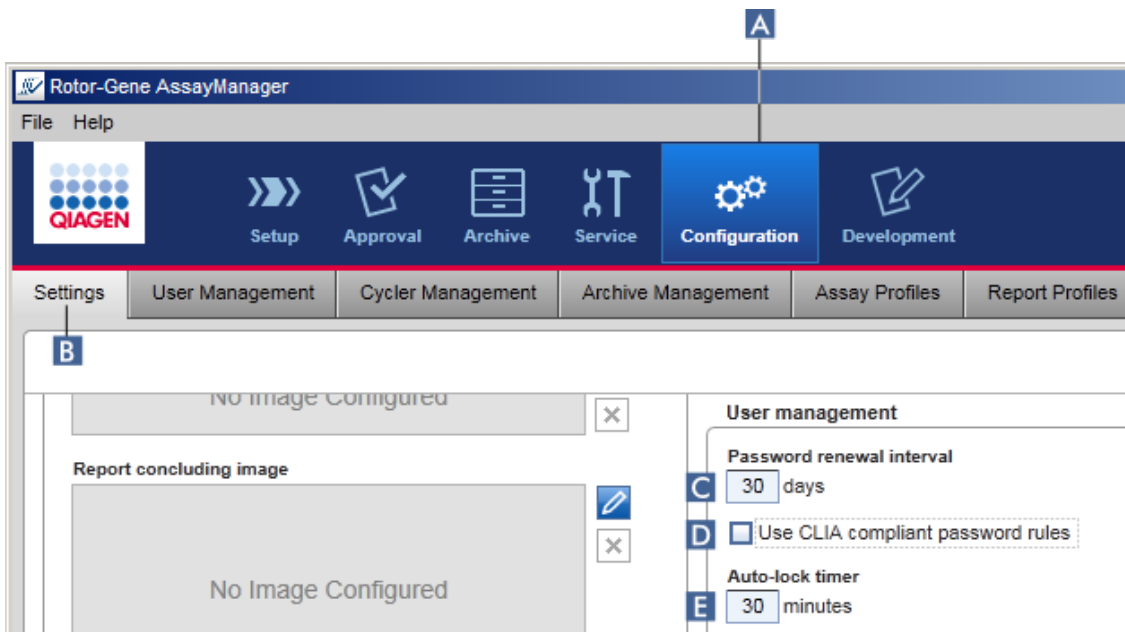 A
Rotor-Gene AssayManager
File Help
QIAGEN
Setup Approval Archive Service Configuration Development
Settings User Management Cycler Management Archive Management Assay Profiles Report Profiles
B
No Image Configured
User management
Report concluding image
Password renewal interval
C 30 days
D Use CLIA compliant password rules
No Image Configured
Auto-lock timer
E 30 minutes